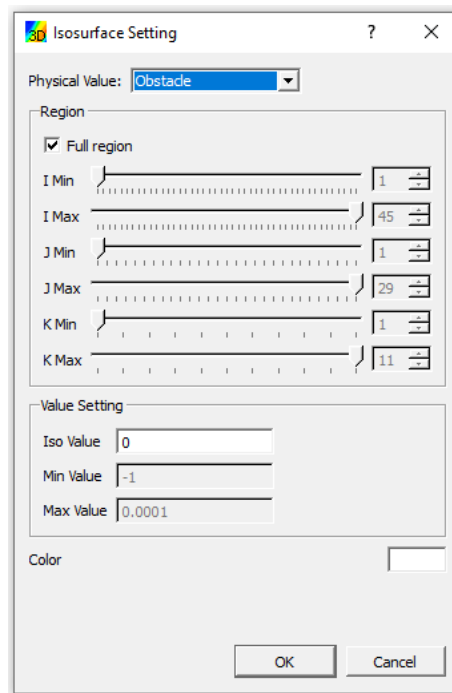 3D Isosurface Setting ?
Physical Value: Obstacle
Region
Full region
I Min 1
I Max 45
J Min 1
J Max 29
K Min 1
K Max 11
Value Setting
Iso Value 0
Min Value -1
Max Value 0.0001
Color
OK Cancel